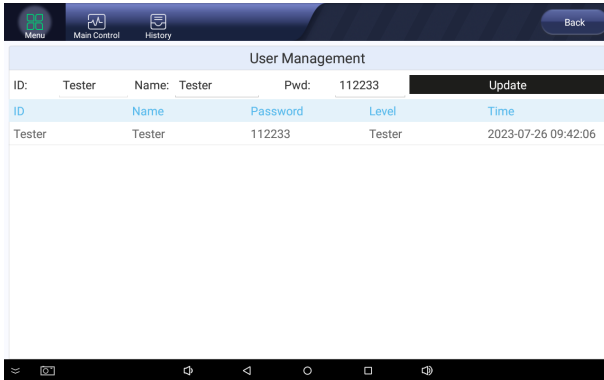 Menu Main Control History Back
User Management
ID: Tester Name: Tester Pwd: 112233 Update
ID Name Password Level Time
Tester Tester 112233 Tester 2023-07-26 09:42:06